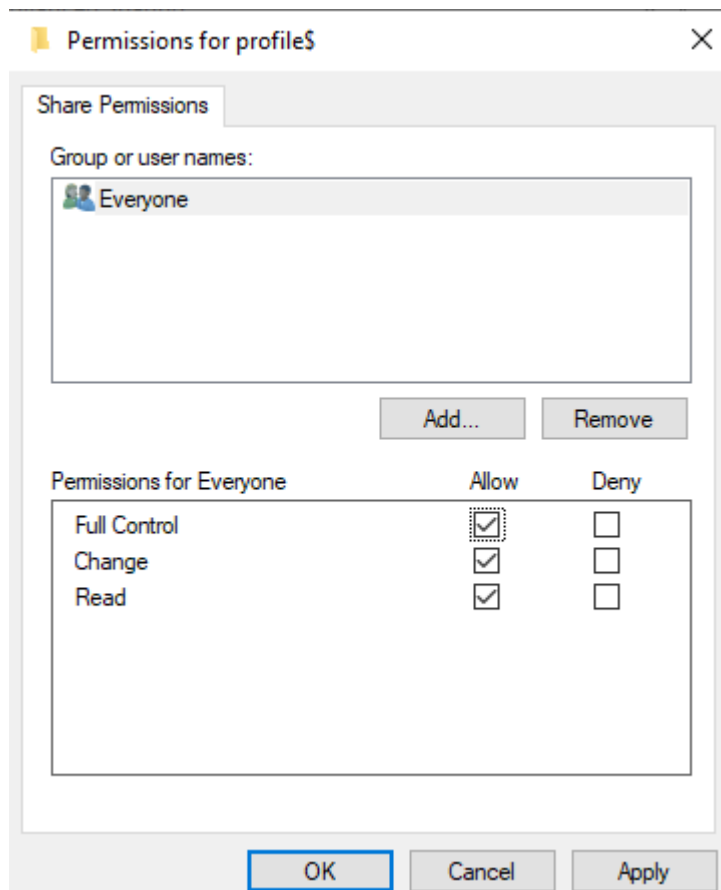 Permissions for profile$
Share Permissions
Group or user names:
Everyone
Add... Remove
Permissions for Everyone Allow Deny
Full Control
Change
Read
OK Cancel Apply